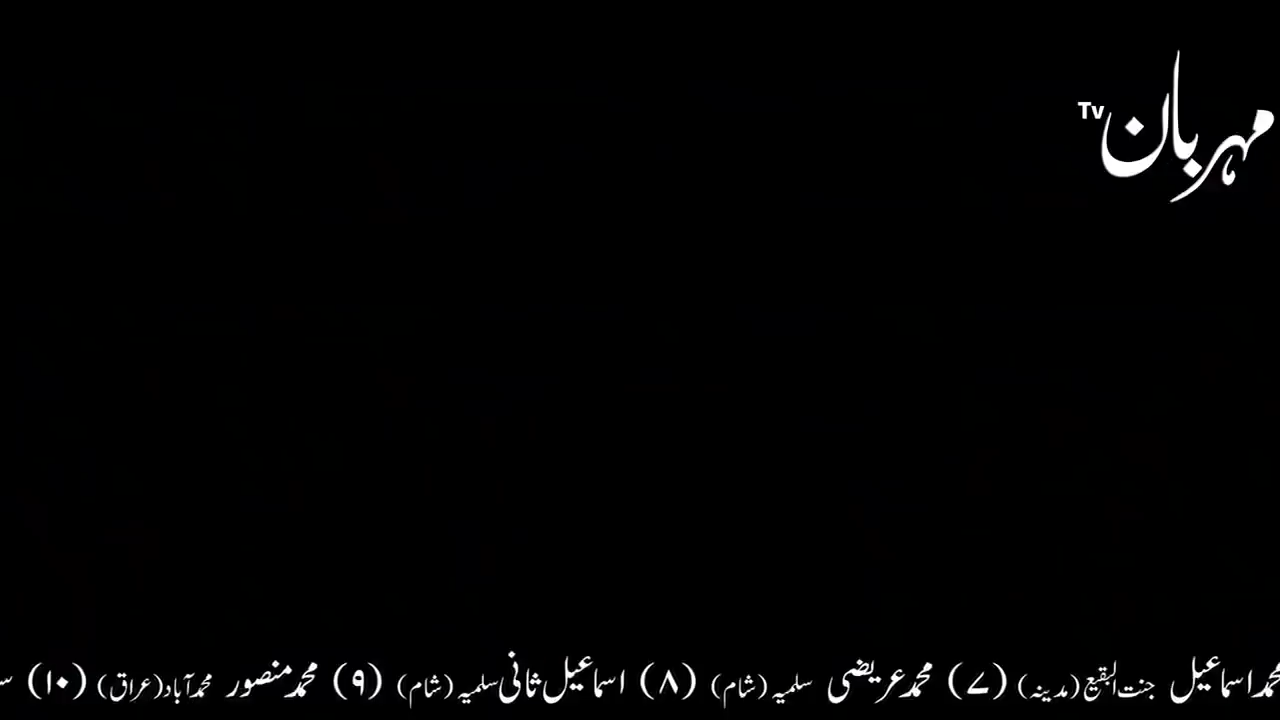 مہربان Tv
محمد اسماعیل جنت البقیع (مدینہ) (۷) محمد عریضی سلمیہ (شام) (۸) اسماعیل ثانی سلمیہ (شام) (۹) محمد منصور محمد آباد (عراق) (۱۰)